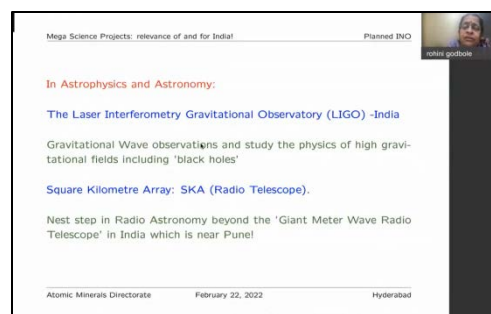 Mega Science Projects: relevance of and for India! Planned INO
rohini godbole
In Astrophysics and Astronomy:
The Laser Interferometry Gravitational Observatory (LIGO) -India
Gravitational Wave observations and study the physics of high gravi-
tational fields including 'black holes'
Square Kilometre Array: SKA (Radio Telescope).
Nest step in Radio Astronomy beyond the 'Giant Meter Wave Radio
Telescope' in India which is near Pune!
Atomic Minerals Directorate February 22, 2022 Hyderabad